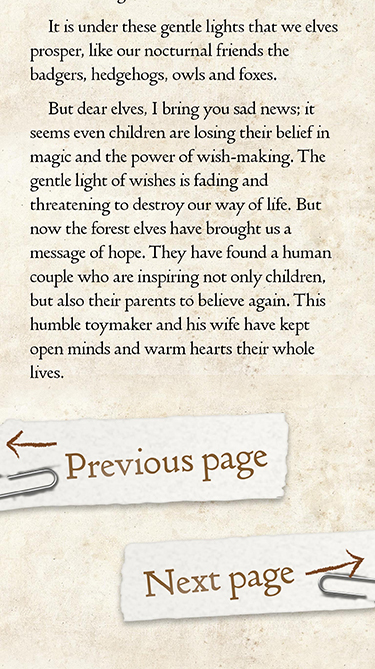 It is under these gentle lights that we elves
prosper, like our nocturnal friends the
badgers, hedgehogs, owls and foxes.
But dear elves, I bring you sad news; it
seems even children are losing their belief in
magic and the power of wish-making. The
gentle light of wishes is fading and
threatening to destroy our way of life. But
now the forest elves have brought us a
message of hope. They have found a human
couple who are inspiring not only children,
but also their parents to believe again. This
humble toymaker and his wife have kept
open minds and warm hearts their whole
lives.
Previous page
Next page